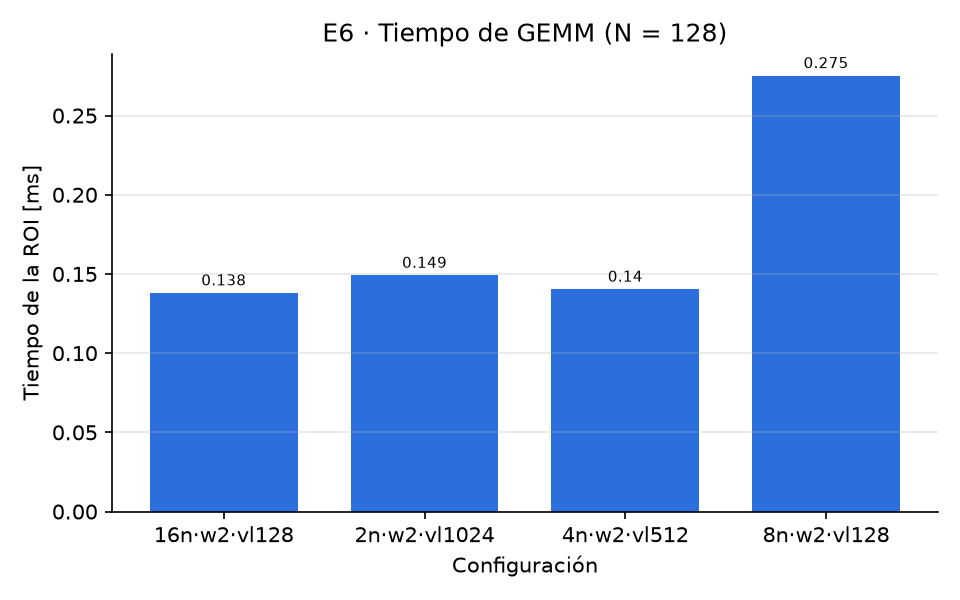 E6 · Tiempo de GEMM (N = 128)
Tiempo de la ROI [ms]
0.25
0.20
0.15
0.10
0.05
0.00
0.138
0.149
0.14
0.275
16n·w2·vl128
2n·w2·vl1024
4n·w2·vl512
8n·w2·vl128
Configuración